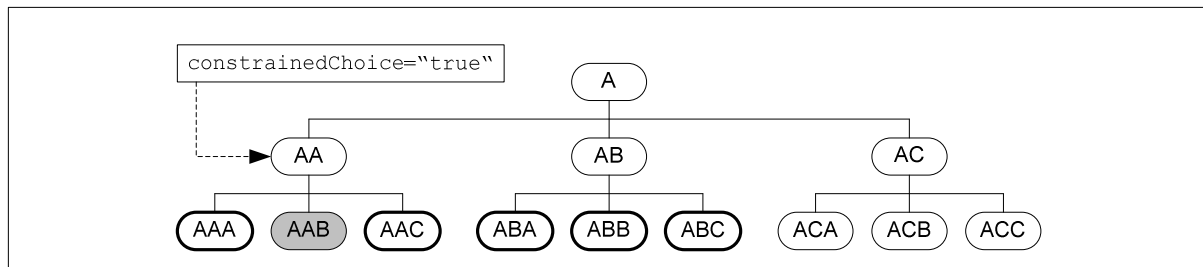 constrainedChoice="true"
A
AA AB AC
AAA AAB AAC ABA ABB ABC ACA ACB ACC